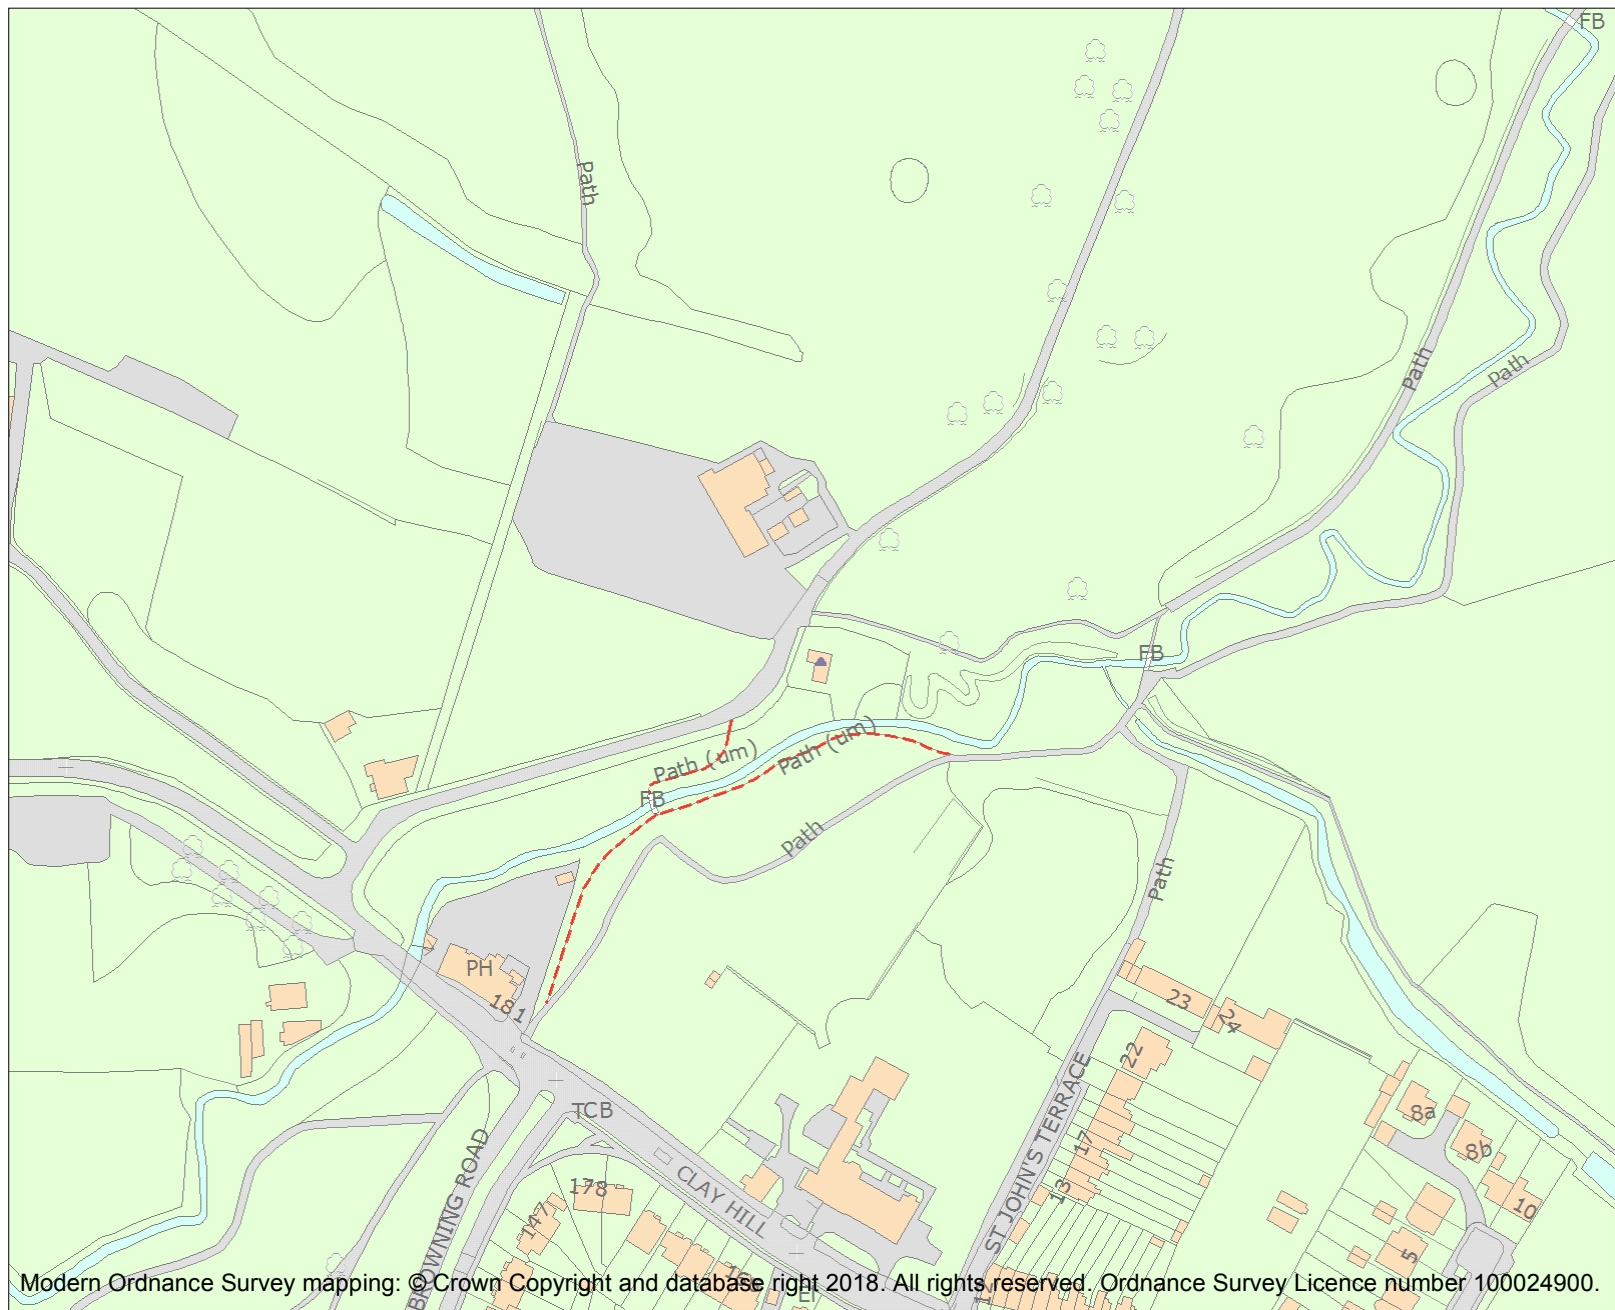 FB
Path
Path
Path
FB
Path (um)
Path (um)
FB
Path
Path
PH
181
23
24
22
TCB
8a
8b
17
13
178
147
10
5
CLAY HILL
BROWNING ROAD
ST JOHN'S TERRACE
12
El
Modern Ordnance Survey mapping: © Crown Copyright and database right 2018. All rights reserved. Ordnance Survey Licence number 100024900.